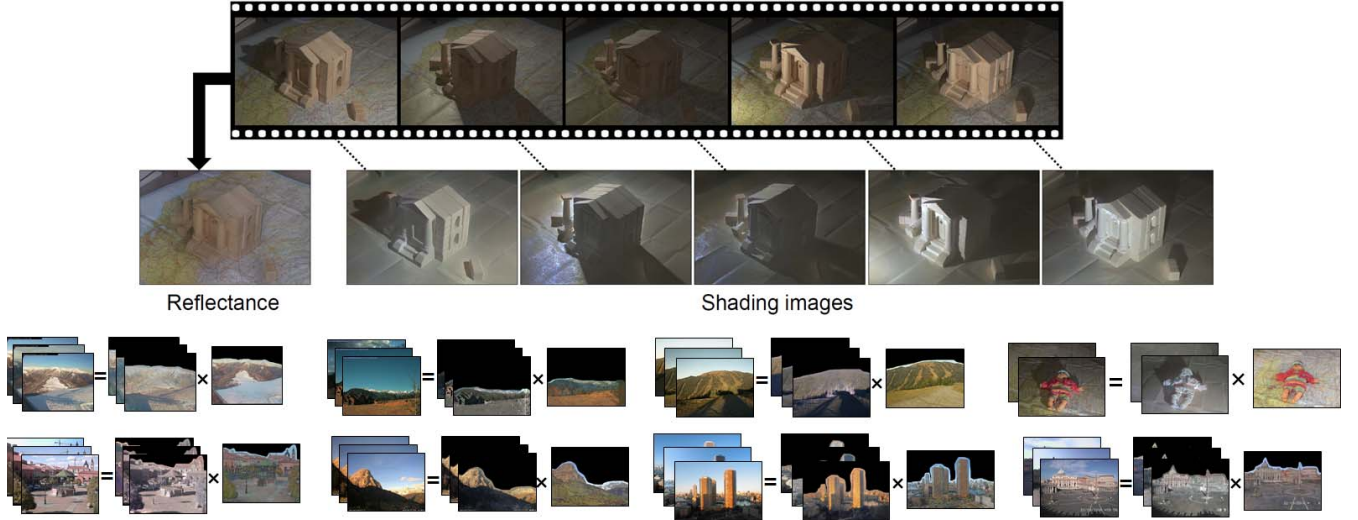 Reflectance
Shading images
= × = × = × = ×
= × = × = × = ×